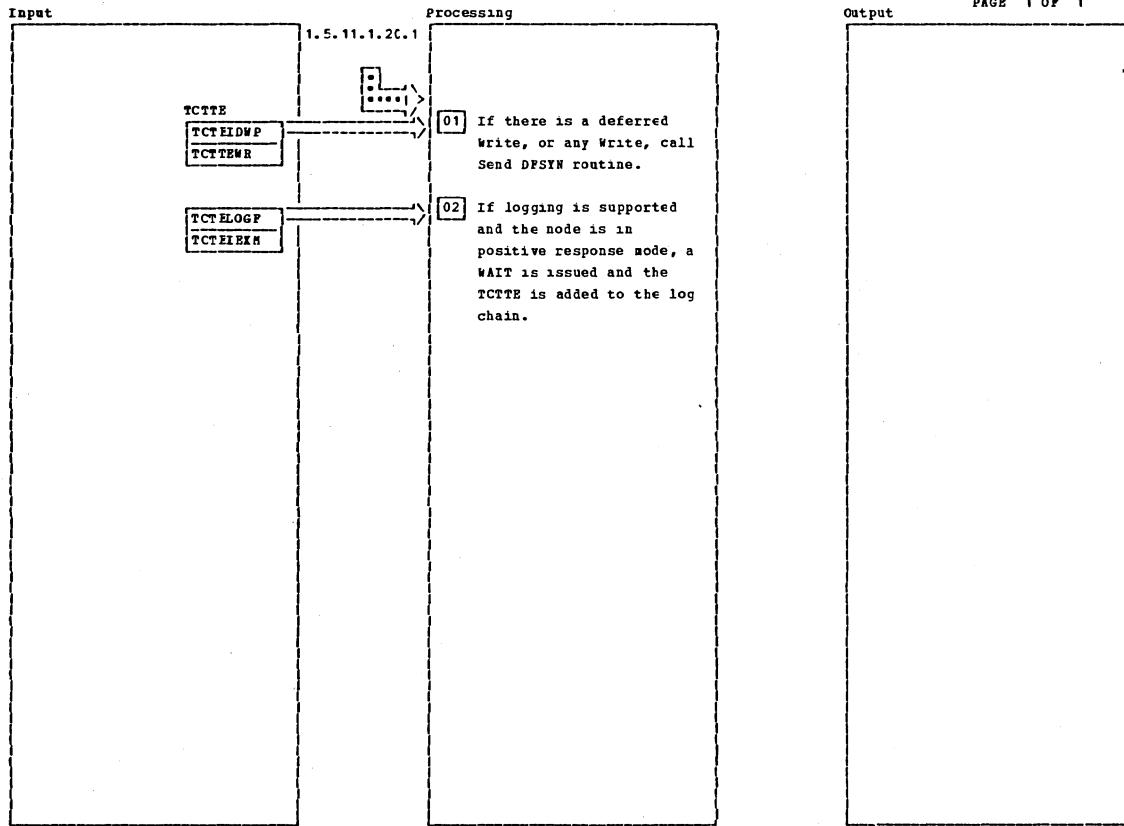 PAGE 1 OF 1
Input
Processing
Output
1.5.11.1.20.1
TCTTE
TCTEIDWP
TCTTEWR
01 If there is a deferred
Write, or any Write, call
Send DFSYN routine.
TCTELOGP
TCTEIEXM
02 If logging is supported
and the node is in
positive response mode, a
WAIT is issued and the
TCTTE is added to the log
chain.